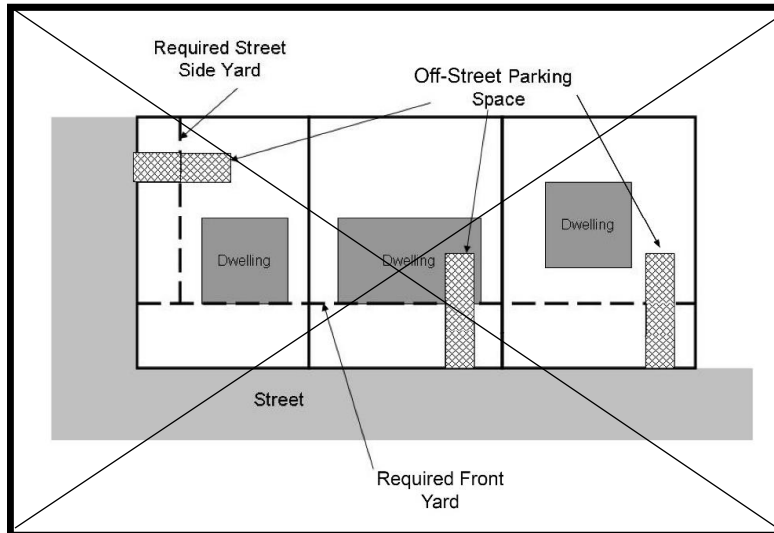 Required Street
Side Yard
Off-Street Parking
Space
Dwelling
Dwelling
Dwelling
Street
Required Front
Yard